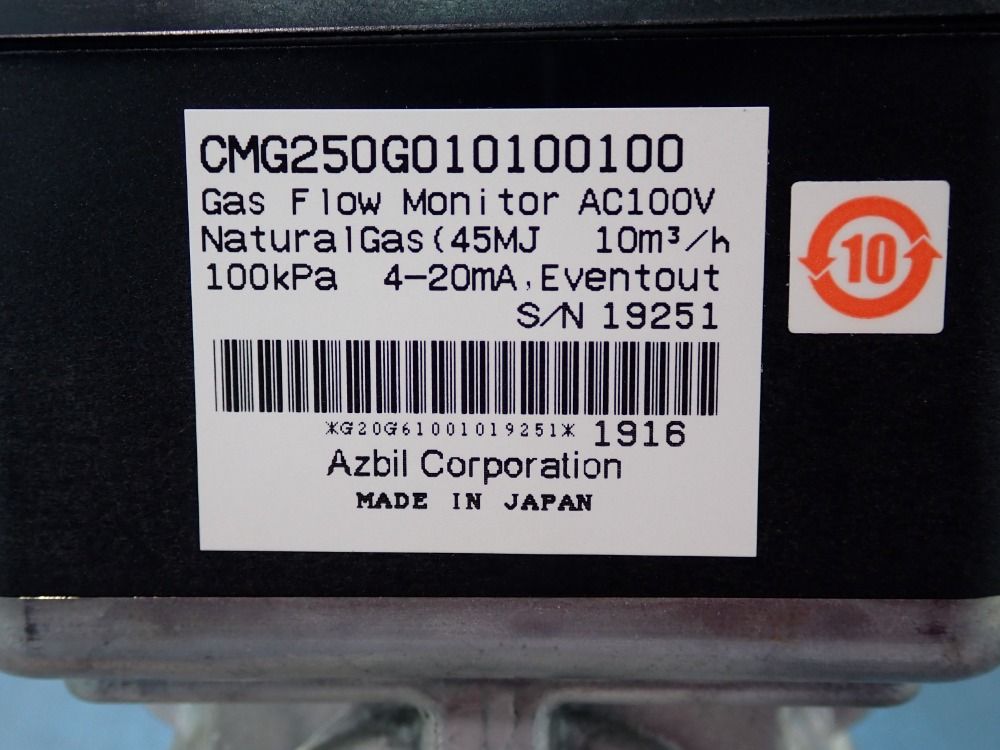 CMG250G010100100
Gas Flow Monitor AC100V
NaturalGas(45MJ 10m³/h
100kPa 4-20mA,Eventout
S/N 19251
*G20G61001019251* 1916
Azbil Corporation
MADE IN JAPAN
10